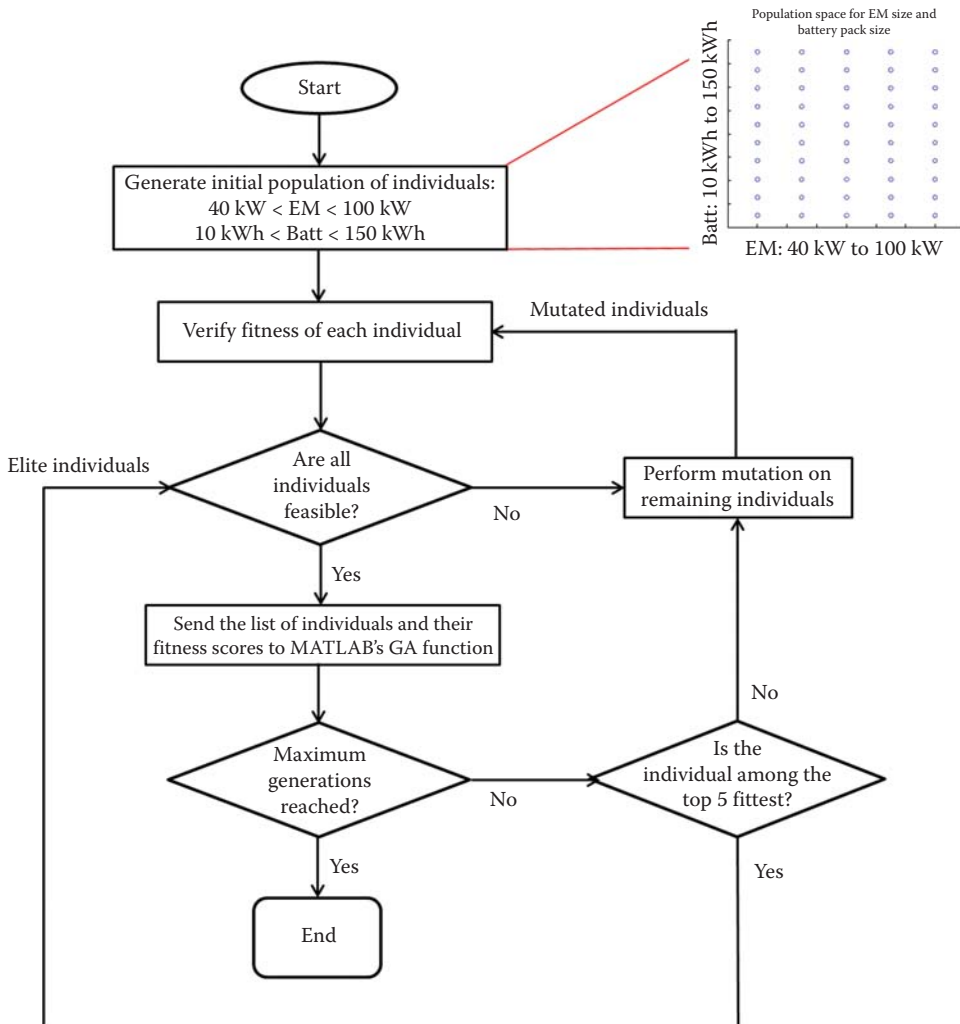 Population space for EM size and
battery pack size
Batt: 10 kWh to 150 kWh
EM: 40 kW to 100 kW
Start
Generate initial population of individuals:
40 kW < EM < 100 kW
10 kWh < Batt < 150 kWh
Verify fitness of each individual
Mutated individuals
Elite individuals
Are all
individuals
feasible?
No
Perform mutation on
remaining individuals
Yes
Send the list of individuals and their
fitness scores to MATLAB's GA function
No
Maximum
generations
reached?
No
Is the
individual among the
top 5 fittest?
Yes
Yes
End